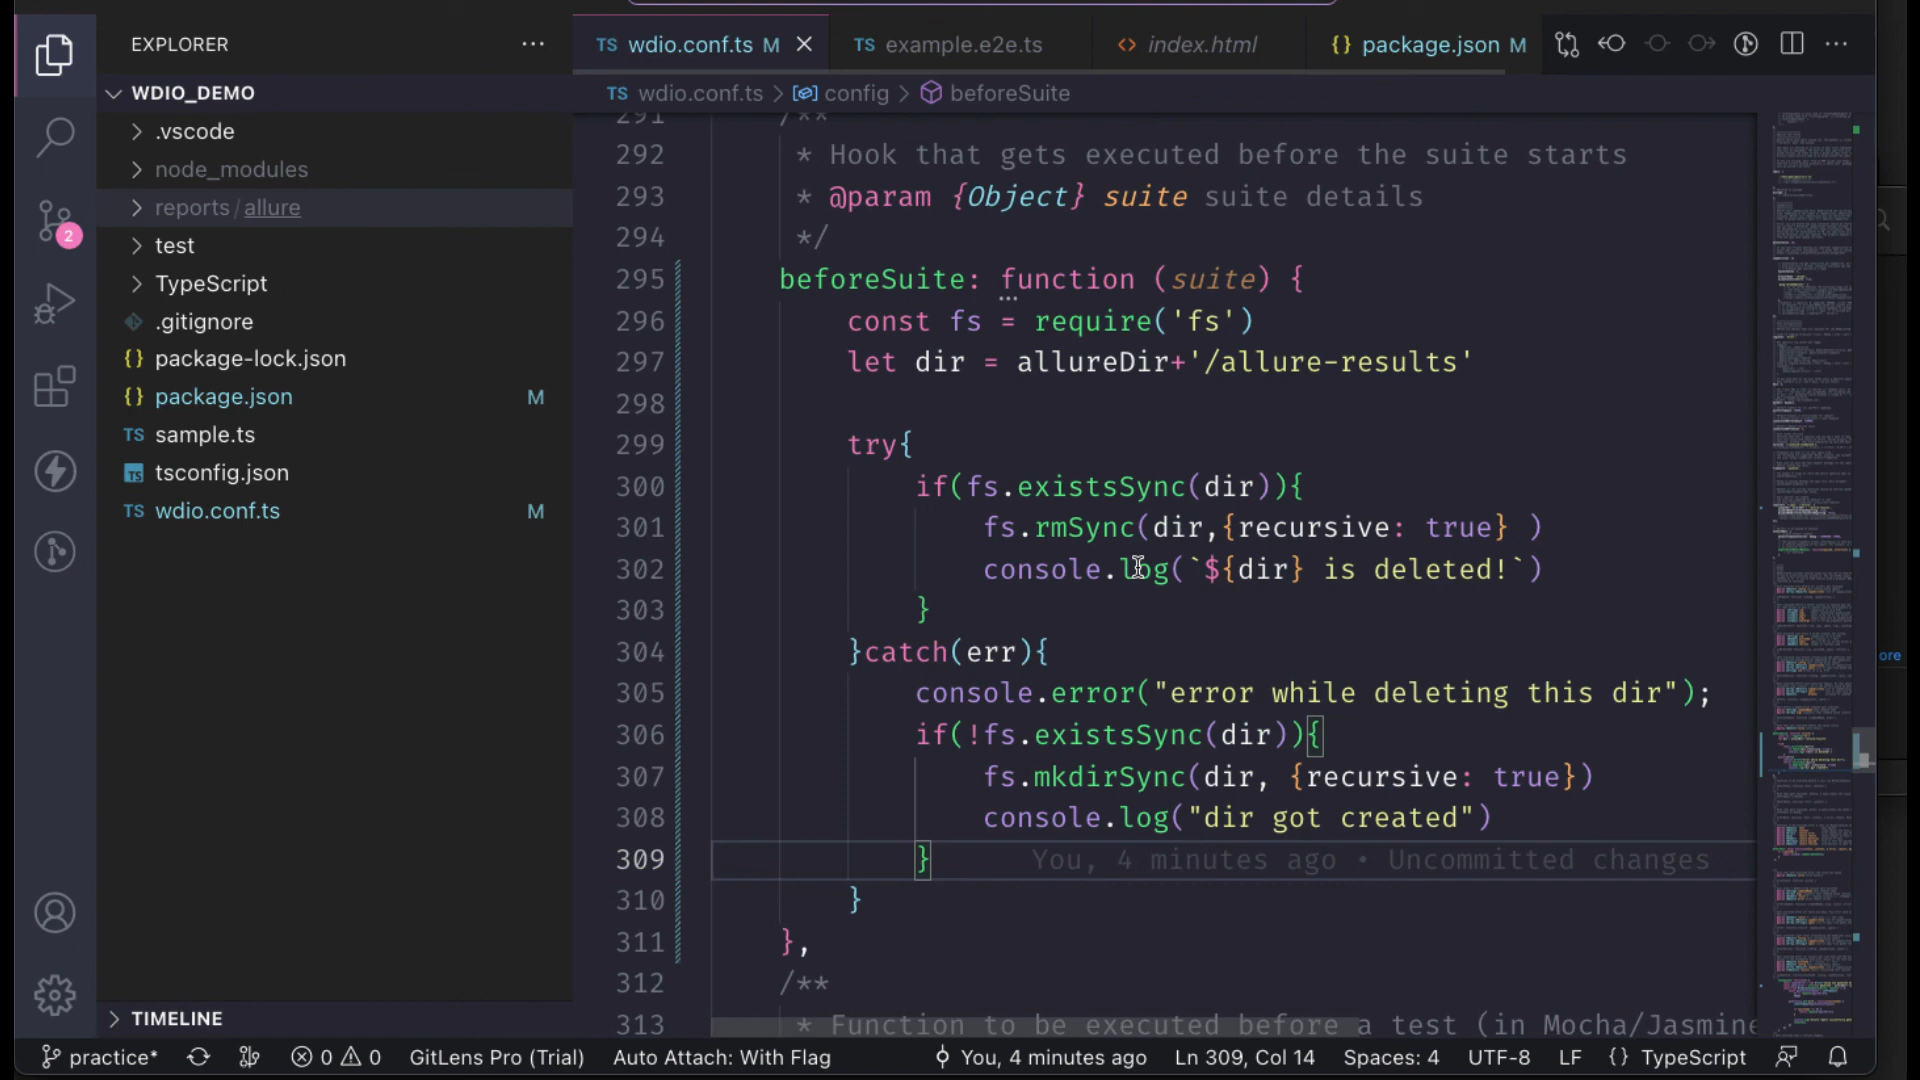 EXPLORER
WDIO_DEMO
.vscode
node_modules
reports/allure
test
TypeScript
.gitignore
package-lock.json
package.json M
sample.ts
tsconfig.json
wdio.conf.ts M
TIMELINE
2
TS wdio.conf.ts M
TS example.e2e.ts
<> index.html
{} package.json M
TS wdio.conf.ts > config > beforeSuite
291 /**
292 * Hook that gets executed before the suite starts
293 * @param {Object} suite suite details
294 */
295 beforeSuite: function (suite) {
296 const fs = require('fs')
297 let dir = allureDir+'/allure-results'
298
299 try{
300 if(fs.existsSync(dir)){
301 fs.rmSync(dir,{recursive: true} )
302 console.log(`${dir} is deleted!`)
303 }
304 }catch(err){
305 console.error("error while deleting this dir");
306 if(!fs.existsSync(dir)){
307 fs.mkdirSync(dir, {recursive: true})
308 console.log("dir got created")
309 } You, 4 minutes ago • Uncommitted changes
310 }
311 },
312 /**
313 * Function to be executed before a test (in Mocha/Jasmine
ore
practice* 0 0 GitLens Pro (Trial) Auto Attach: With Flag You, 4 minutes ago Ln 309, Col 14 Spaces: 4 UTF-8 LF {} TypeScript